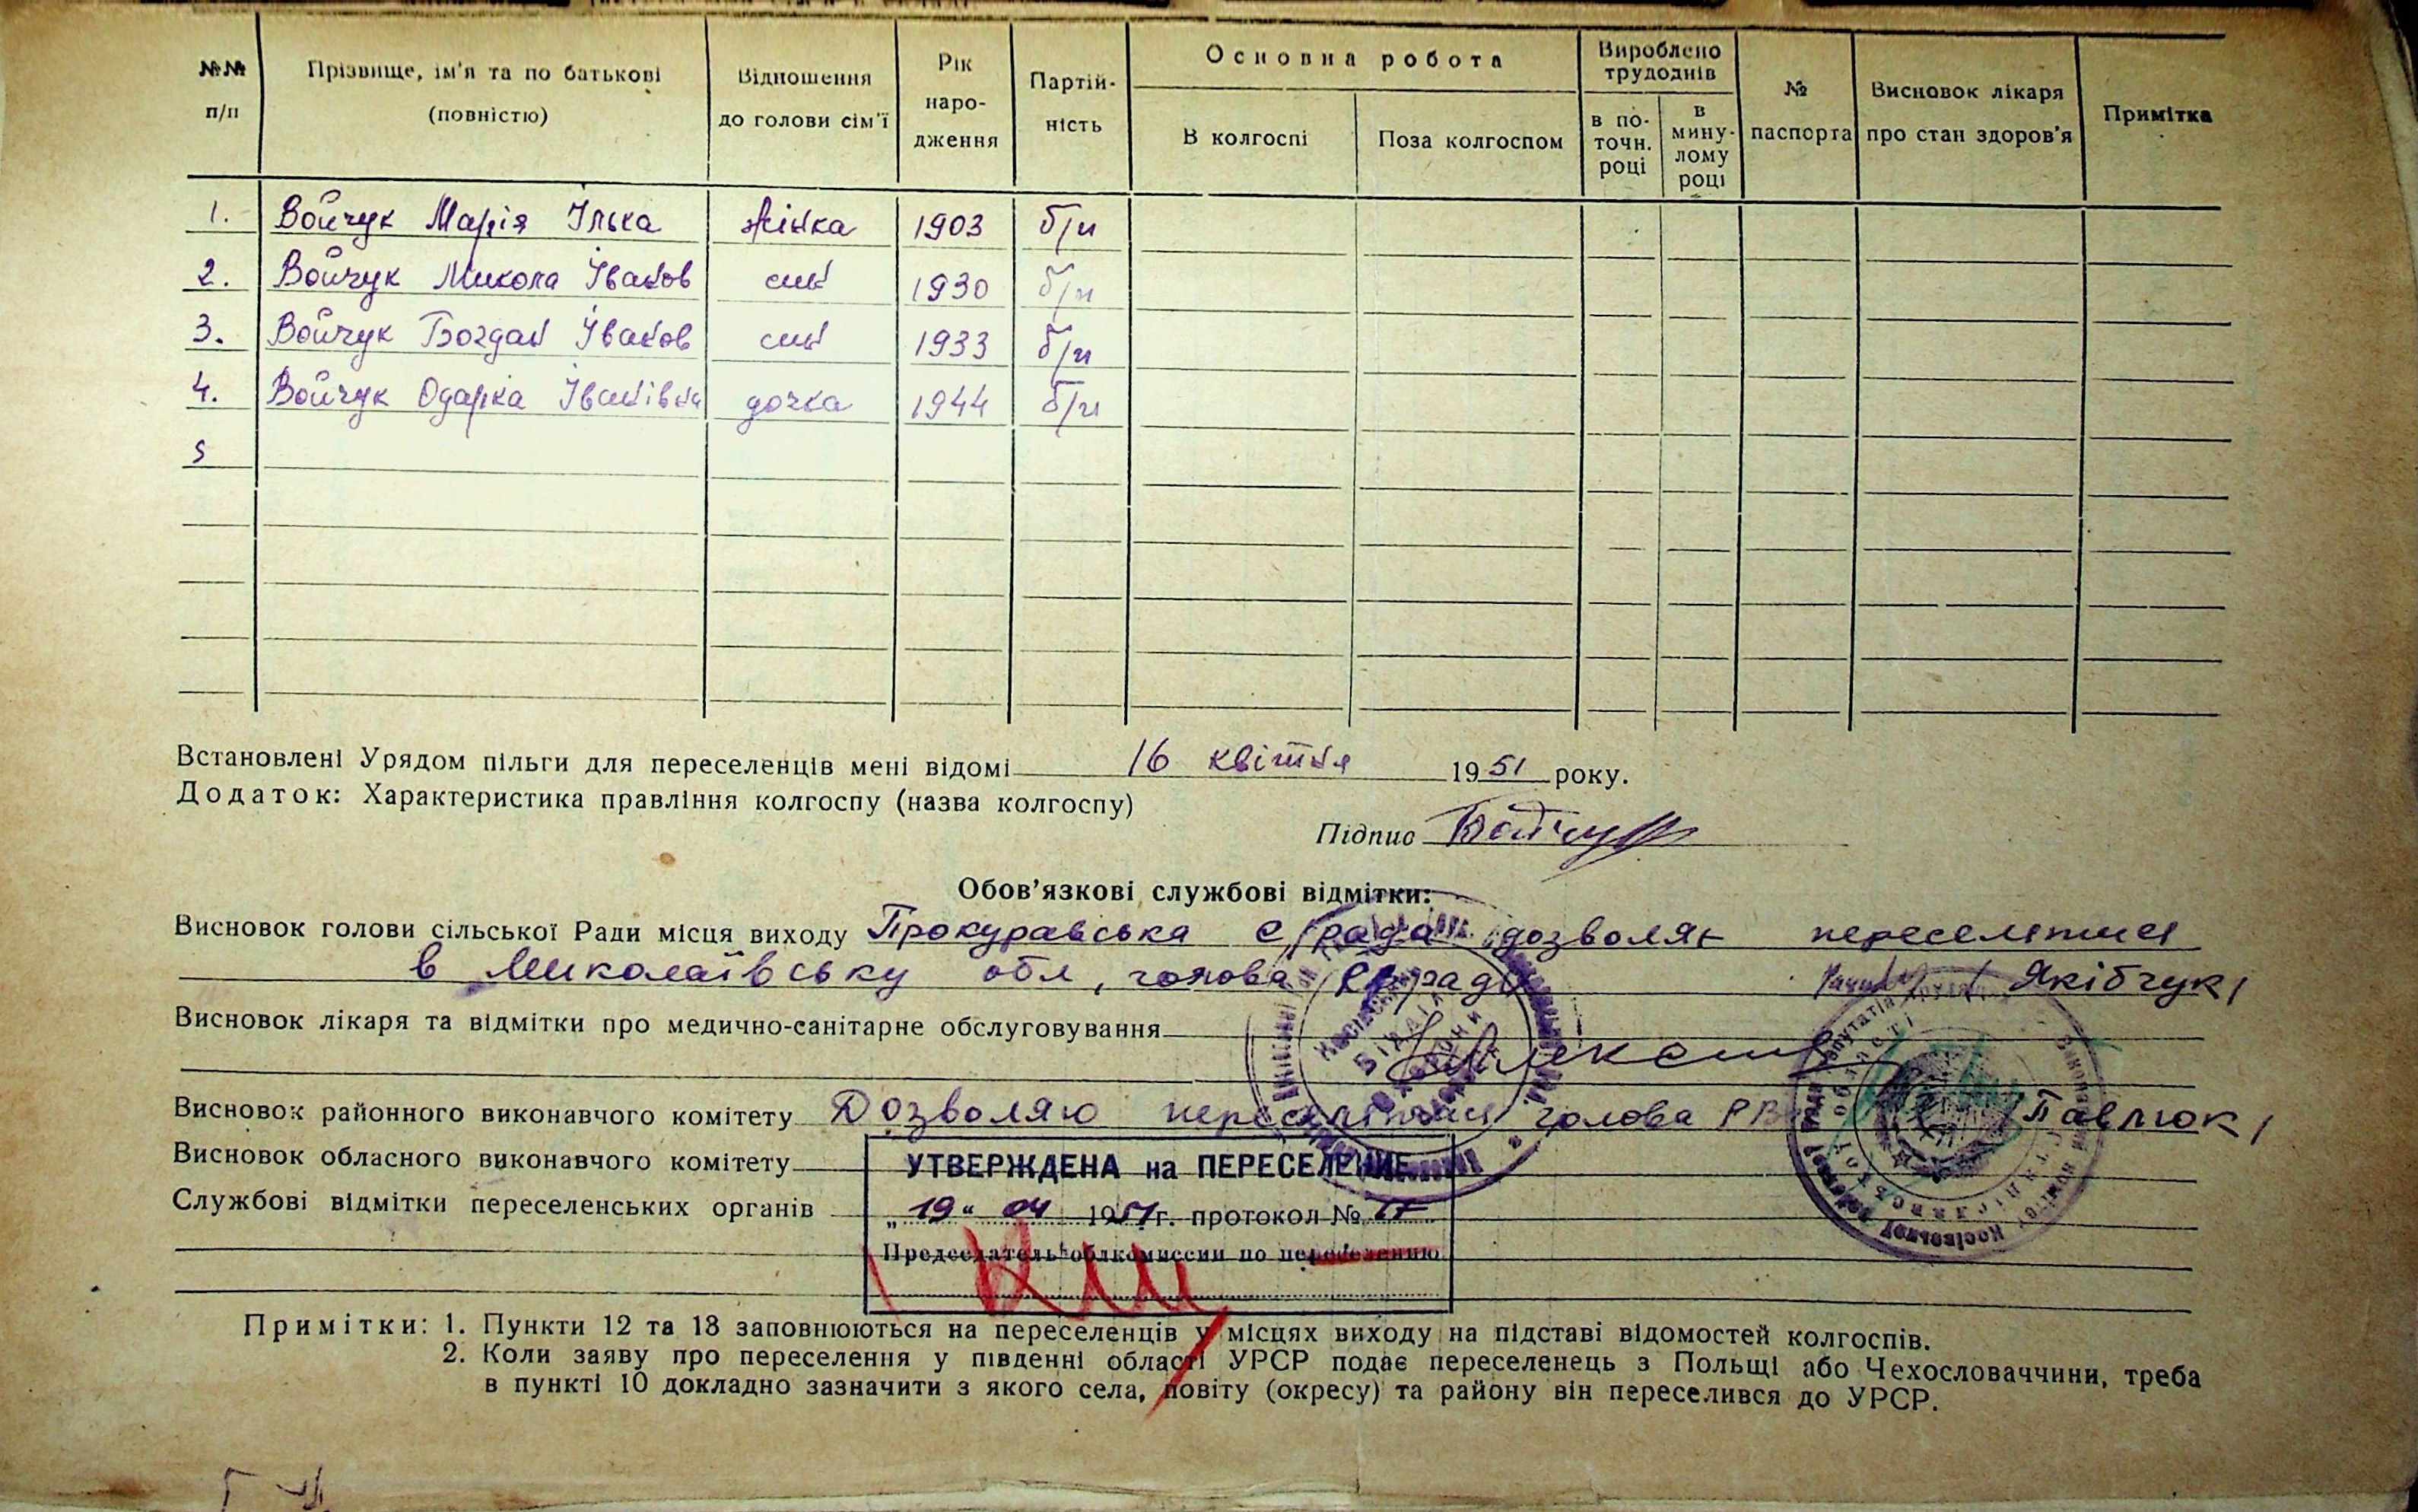 №№ п/п
Прізвище, ім'я та по батькові (повністю)
Відношення до голови сім'ї
Рік народження
Партійність
Основна робота
В колгоспі
Поза колгоспом
Вироблено трудоднів
в поточн. році
в минулому році
№ паспорта
Висновок лікаря про стан здоров'я
Примітка
1. Бойчук Марія Ілька жінка 1903 б/п
2. Бойчук Микола Іванов син 1930 б/п
3. Бойчук Богдан Іванов син 1933 б/п
4. Бойчук Одарка Іванівна дочка 1944 б/п
5
Встановлені Урядом пільги для переселенців мені відомі 16 квітня 1951 року.
Додаток: Характеристика правління колгоспу (назва колгоспу)
Підпис Бойчук
Обов'язкові службові відмітки:
Висновок голови сільської Ради місця виходу Прокуравська с/рада дозволяє переселитися
в Миколаївську обл, голова с/ради / Якібчук/
Висновок лікаря та відмітки про медично-санітарне обслуговування
Висновок районного виконавчого комітету Дозволяю переселитися голова РВК /Павлюк/
Висновок обласного виконавчого комітету
УТВЕРЖДЕНА на ПЕРЕСЕЛЕНИЕ
Службові відмітки переселенських органів
„19“ 04 1951 г. протокол №
Председатель облкомиссии по переселению
Примітки: 1. Пункти 12 та 13 заповнюються на переселенців у місцях виходу на підставі відомостей колгоспів.
2. Коли заяву про переселення у південні області УРСР подає переселенець з Польщі або Чехословаччини, треба
в пункті 10 докладно зазначити з якого села, повіту (окресу) та району він переселився до УРСР.